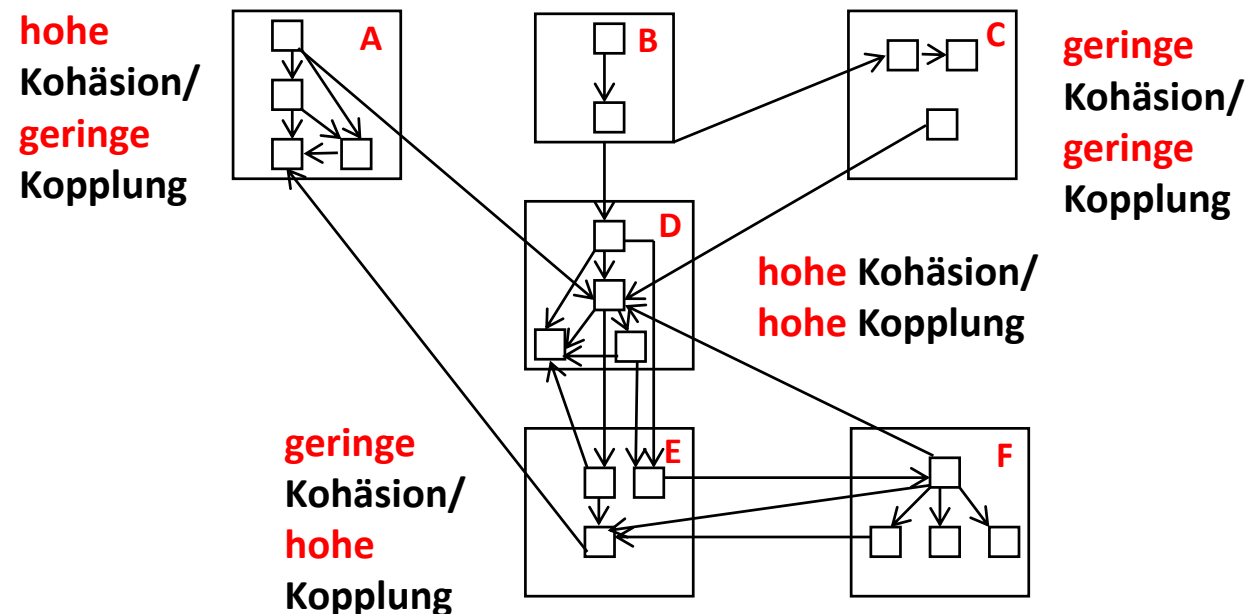 hohe
Kohäsion/
geringe
Kopplung
A
B
C
geringe
Kohäsion/
geringe
Kopplung
D
hohe Kohäsion/
hohe Kopplung
geringe
Kohäsion/
hohe
Kopplung
E
F